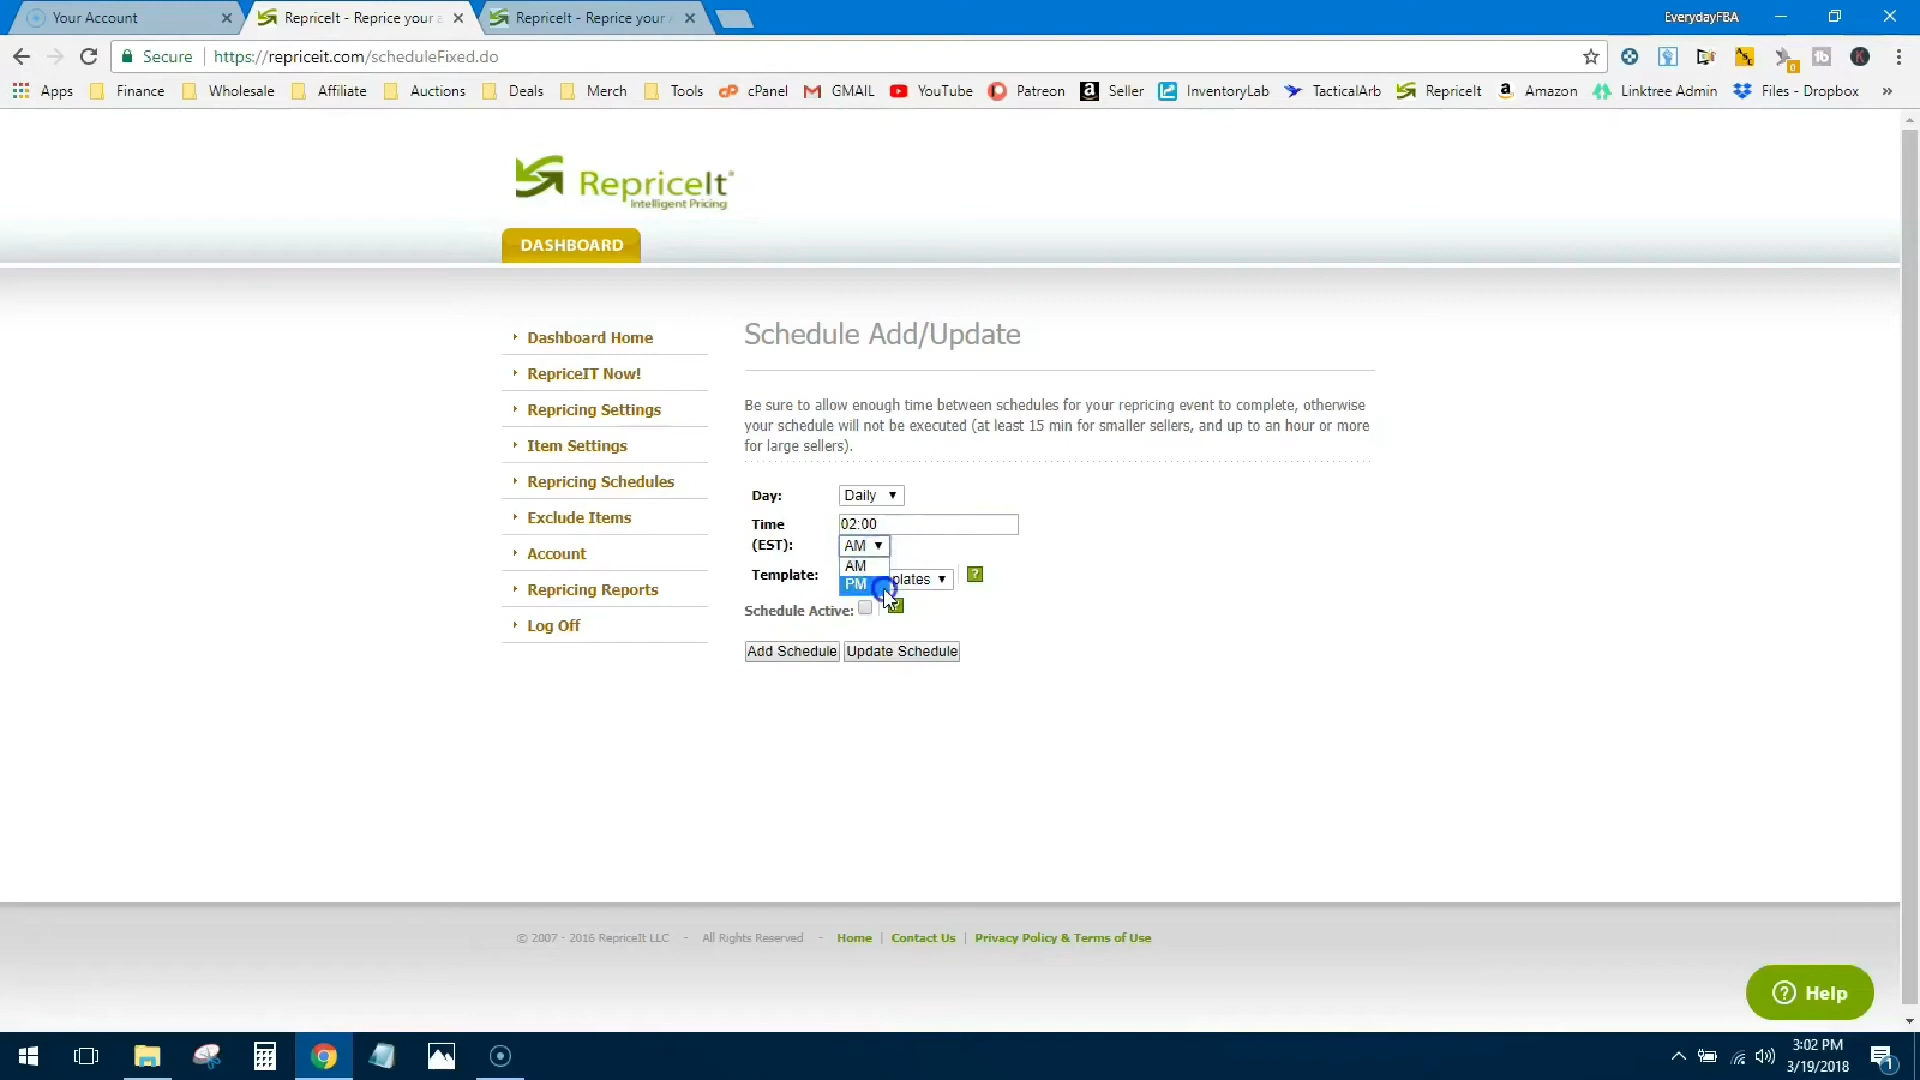 Your Account
RepriceIt - Reprice your a
RepriceIt - Reprice your
EverydayFBA
Secure
https://repriceit.com/scheduleFixed.do
Apps
Finance
Wholesale
Affiliate
Auctions
Deals
Merch
Tools
cPanel
GMAIL
YouTube
Patreon
Seller
InventoryLab
TacticalArb
RepriceIt
Amazon
Linktree Admin
Files - Dropbox
»
RepriceIt®
Intelligent Pricing
DASHBOARD
Dashboard Home
RepriceIT Now!
Repricing Settings
Item Settings
Repricing Schedules
Exclude Items
Account
Repricing Reports
Log Off
Schedule Add/Update
Be sure to allow enough time between schedules for your repricing event to complete, otherwise
your schedule will not be executed (at least 15 min for smaller sellers, and up to an hour or more
for large sellers).
Day: Daily
Time 02:00
(EST): AM
AM
PM
Template: plates ?
Schedule Active:
Add Schedule Update Schedule
© 2007 - 2016 RepriceIt LLC - All Rights Reserved - Home | Contact Us | Privacy Policy & Terms of Use
? Help
3:02 PM
3/19/2018
1